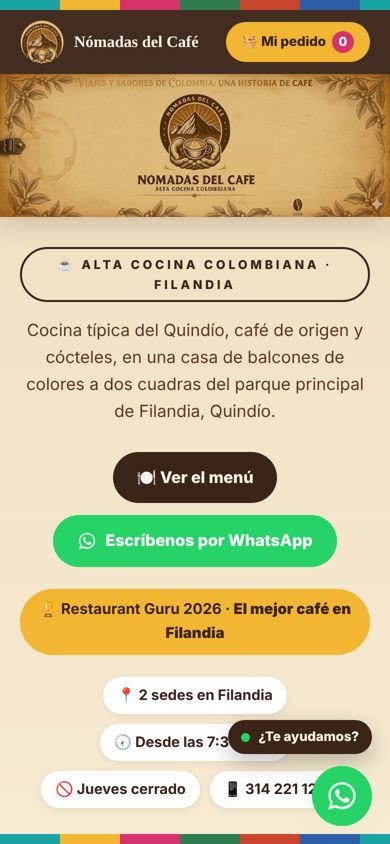 Nómadas del Café
🧺 Mi pedido 0
VIAJES Y SABORES DE COLOMBIA: UNA HISTORIA DE CAFÉ
NÓMADAS DEL CAFÉ
NÓMADAS DEL CAFE
ALTA COCINA COLOMBIANA
☕ ALTA COCINA COLOMBIANA ·
FILANDIA
Cocina típica del Quindío, café de origen y
cócteles, en una casa de balcones de
colores a dos cuadras del parque principal
de Filandia, Quindío.
🍽️ Ver el menú
Escríbenos por WhatsApp
🏆 Restaurant Guru 2026 · El mejor café en
Filandia
📍 2 sedes en Filandia
🕢 Desde las 7:3
¿Te ayudamos?
🚫 Jueves cerrado
📱 314 221 12